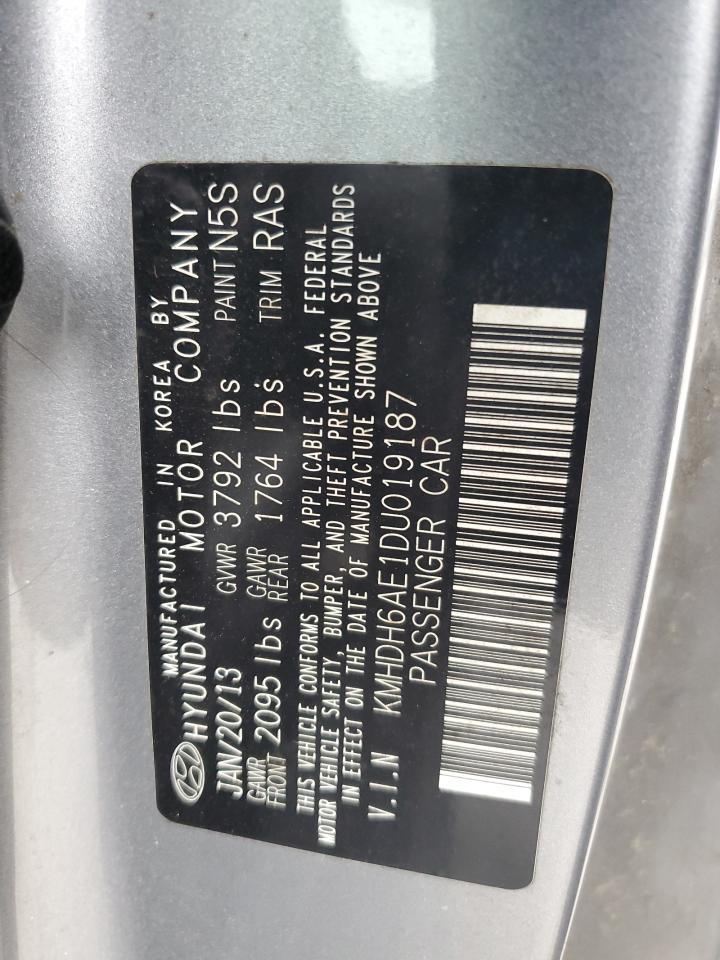 MANUFACTURED IN KOREA BY
HYUNDAI MOTOR COMPANY
JAN/20/13 GVWR 3792 lbs PAINT N5S
GAWR FRONT 2095 lbs GAWR REAR 1764 lbs TRIM RAS
THIS VEHICLE CONFORMS TO ALL APPLICABLE U.S.A. FEDERAL
MOTOR VEHICLE SAFETY, BUMPER, AND THEFT PREVENTION STANDARDS
IN EFFECT ON THE DATE OF MANUFACTURE SHOWN ABOVE
V.I.N KMHDH6AE1DU019187
PASSENGER CAR